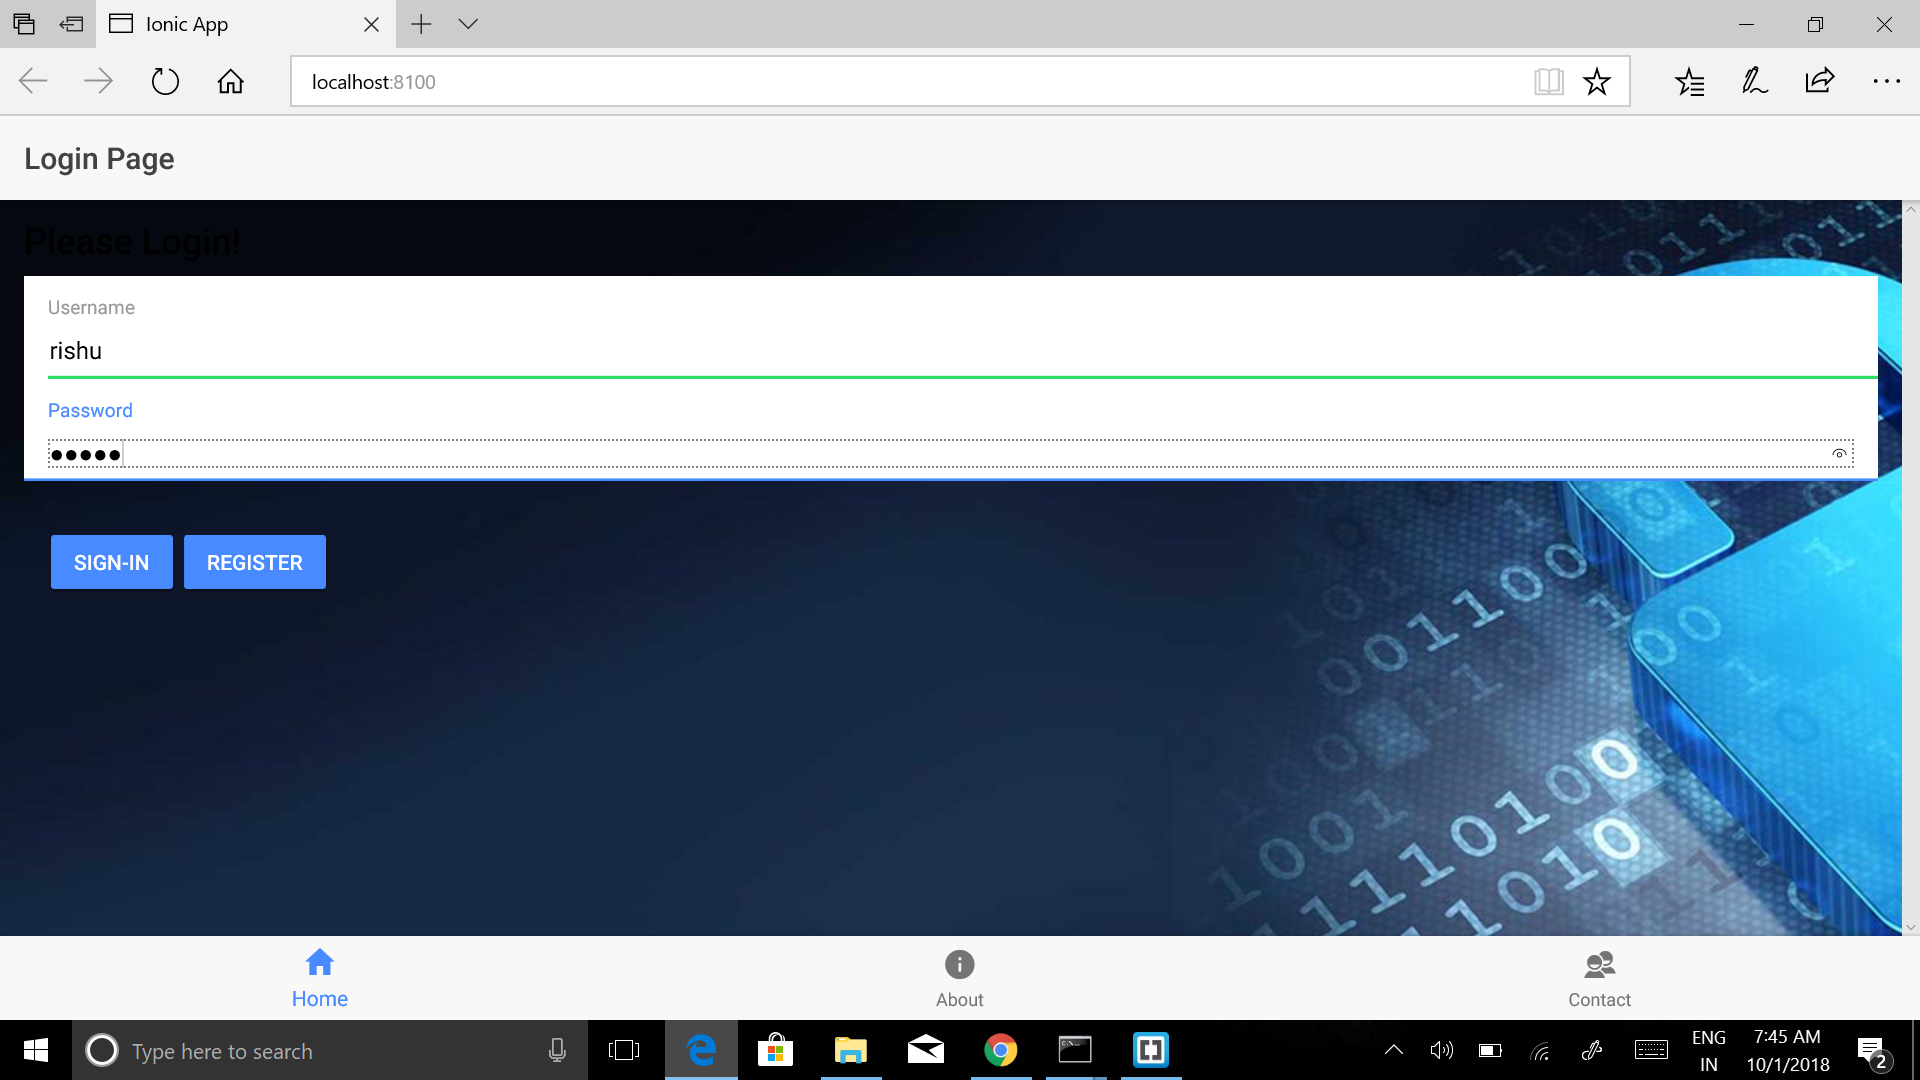 Ionic App
localhost:8100
Login Page
Please Login!
Username
rishu
Password
SIGN-IN REGISTER
Home
About
Contact
Type here to search
ENG
IN
7:45 AM
10/1/2018
2